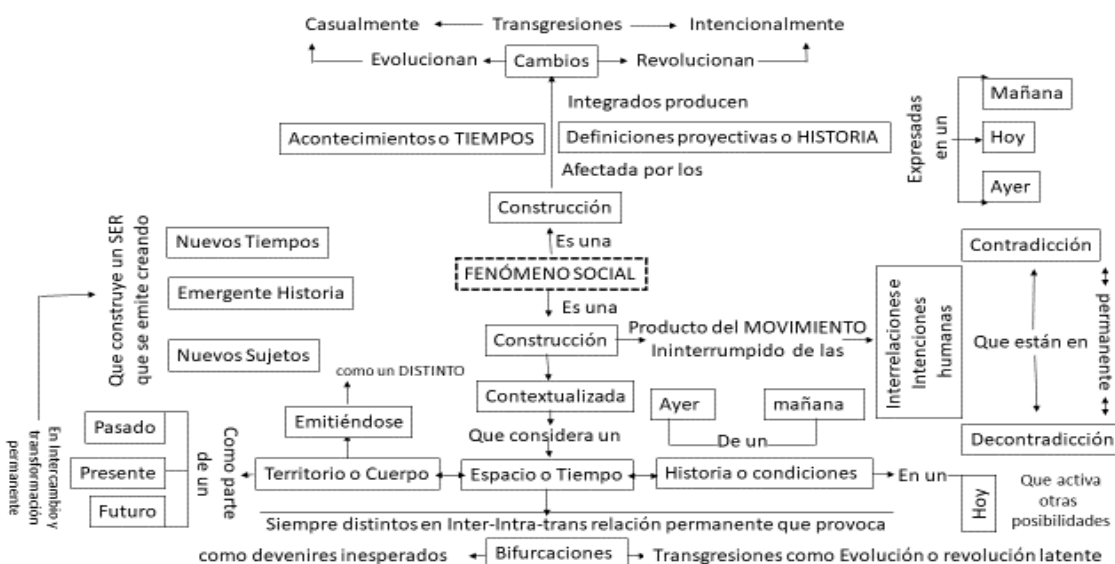 Casualmente
Transgresiones
Intencionalmente
Evolucionan
Cambios
Revolucionan
Integrados producen
Acontecimientos o TIEMPOS
Definiciones proyectivas o HISTORIA
Afectada por los
Expresadas
en un
Mañana
Hoy
Ayer
Construcción
Es una
FENÓMENO SOCIAL
Es una
Construcción
Producto del MOVIMIENTO
Ininterrumpido de las
Interrelaciones e
Intenciones
humanas
Contradicción
Que están en
permanente
Decontradicción
Que construye un SER
que se emite creando
Nuevos Tiempos
Emergente Historia
Nuevos Sujetos
como un DISTINTO
Emitiéndose
Contextualizada
Que considera un
Ayer
mañana
De un
En Intercambio y
transformación
permanente
Pasado
Presente
Futuro
Como parte
de un
Territorio o Cuerpo
Espacio o Tiempo
Historia o condiciones
En un
Hoy
Que activa
otras
posibilidades
Siempre distintos en Inter-Intra-trans relación permanente que provoca
como devenires inesperados
Bifurcaciones
Transgresiones como Evolución o revolución latente